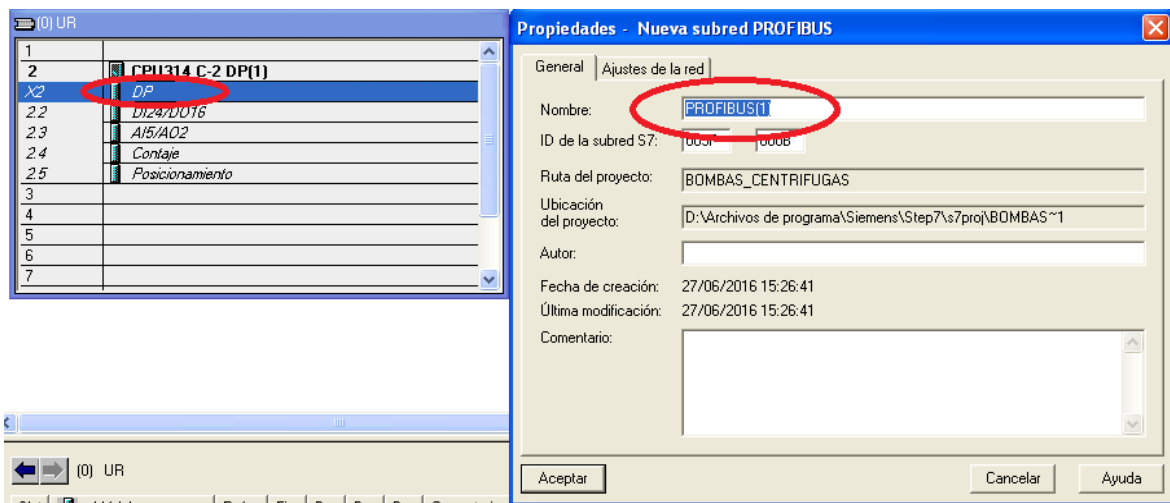 (0) UR
1
2 CPU314 C-2 DP(1)
X2 DP
2.2 DI24/DO16
2.3 AI5/AO2
2.4 Contaje
2.5 Posicionamiento
3
4
5
6
7
(0) UR
Propiedades - Nueva subred PROFIBUS
General Ajustes de la red
Nombre: PROFIBUS(1)
ID de la subred S7:
Ruta del proyecto: BOMBAS_CENTRIFUGAS
Ubicación
del proyecto: D:\Archivos de programa\Siemens\Step7\s7proj\BOMBAS~1
Autor:
Fecha de creación: 27/06/2016 15:26:41
Última modificación: 27/06/2016 15:26:41
Comentario:
Aceptar Cancelar Ayuda